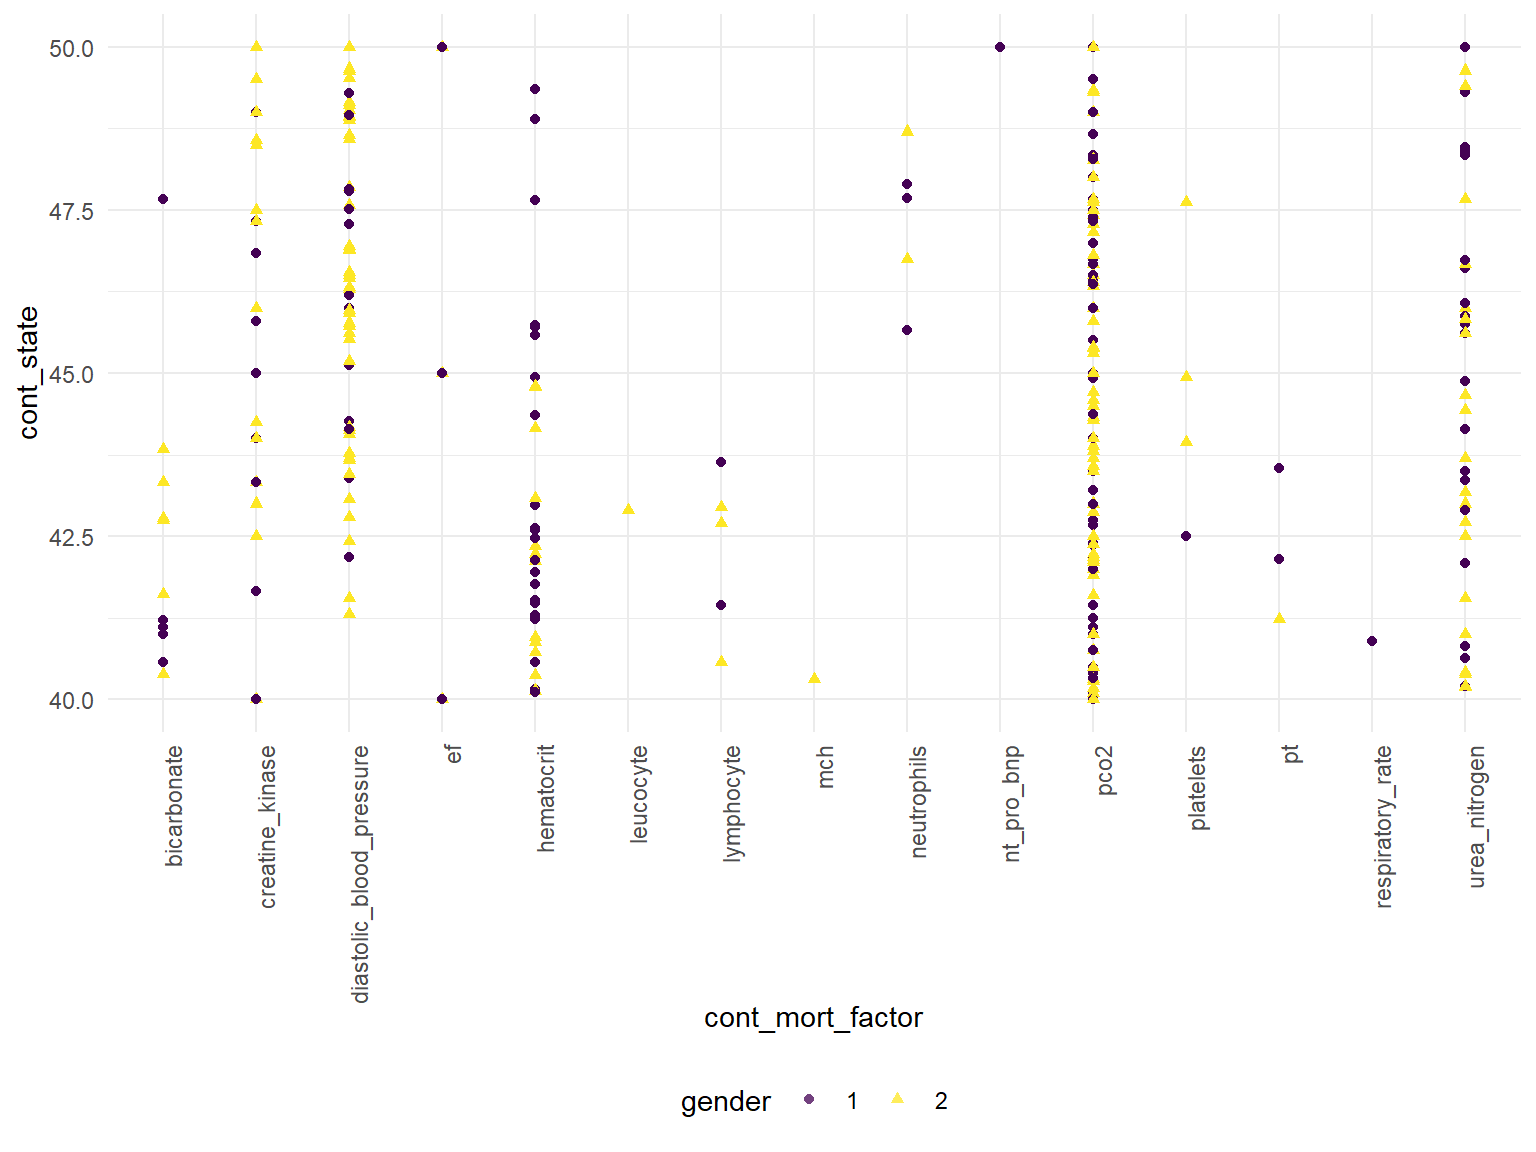 cont_state
50.0
47.5
45.0
42.5
40.0
bicarbonate
creatine_kinase
diastolic_blood_pressure
ef
hematocrit
leucocyte
lymphocyte
mch
neutrophils
nt_pro_bnp
pco2
platelets
pt
respiratory_rate
urea_nitrogen
cont_mort_factor
gender 1 2